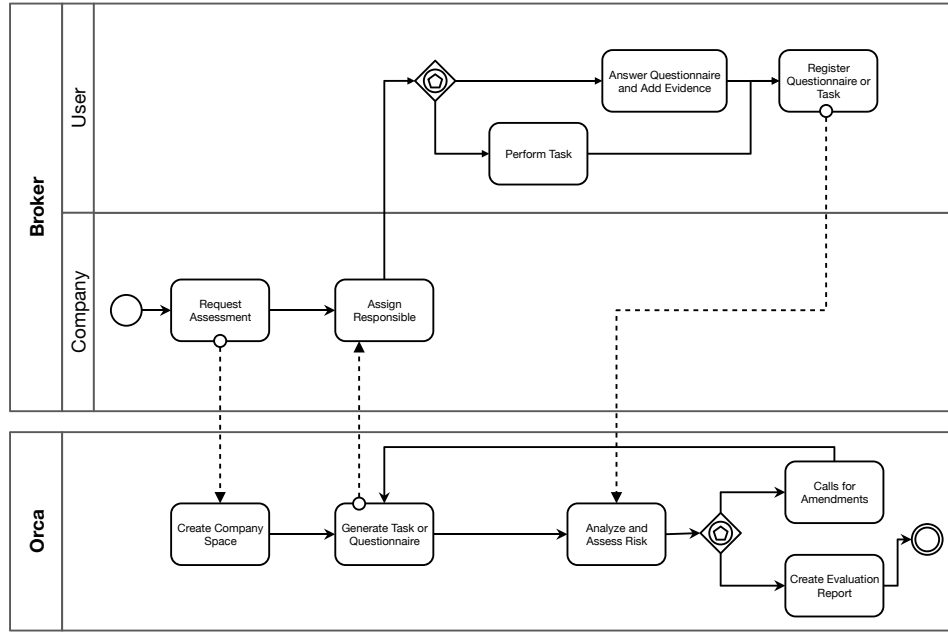 Broker
User
Answer Questionnaire
and Add Evidence
Register
Questionnaire or
Task
Perform Task
Company
Request
Assessment
Assign
Responsible
Orca
Calls for
Amendments
Create Company
Space
Generate Task or
Questionnaire
Analyze and
Assess Risk
Create Evaluation
Report